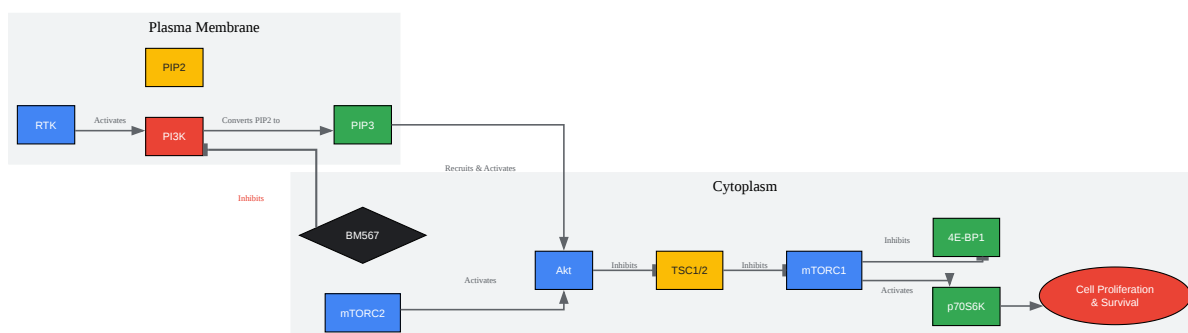 Plasma Membrane
PIP2
RTK
Activates
PI3K
Converts PIP2 to
PIP3
Recruits & Activates
Inhibits
Cytoplasm
BM567
mTORC2
Activates
Akt
Inhibits
TSC1/2
Inhibits
mTORC1
Inhibits
4E-BP1
Activates
p70S6K
Cell Proliferation
& Survival